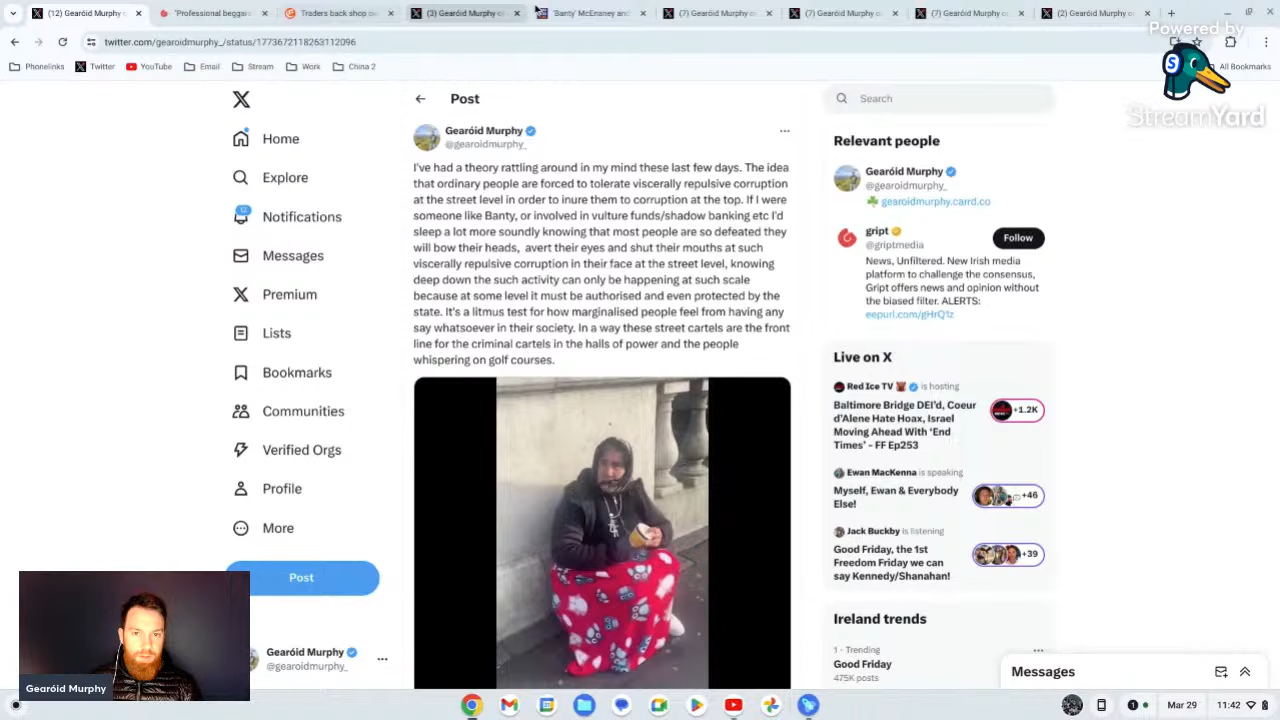 (12) Murphy
Professional
back shop
(3) Gearóid Murphy
'Banty' McEnaney and
(7) Gearóid Murphy
(7) Gearóid Murphy
(7) Gearóid Murphy
(2) Gearóid Murphy
twitter.com/gearoidmurphy_/status/1773672118263112096
Phonelinks
Twitter
YouTube
Email
Stream
Work
China 2
All Bookmarks
Powered by
StreamYard
Home
Explore
12
Notifications
Messages
Premium
Lists
Bookmarks
Communities
Verified Orgs
Profile
More
Post
Gearóid Murphy
@gearoidmurphy_
Gearóid Murphy
Post
Gearóid Murphy
@gearoidmurphy_
I've had a theory rattling around in my mind these last few days. The idea
that ordinary people are forced to tolerate viscerally repulsive corruption
at the street level in order to inure them to corruption at the top. If I were
someone like Banty, or involved in vulture funds/shadow banking etc I'd
sleep a lot more soundly knowing that most people are so defeated they
will bow their heads, avert their eyes and shut their mouths at such
viscerally repulsive corruption in their face at the street level, knowing
deep down the such activity can only be happening at such scale
because at some level it must be authorised and even protected by the
state. It's a litmus test for how marginalised people feel from having any
say whatsoever in their society. In a way these street cartels are the front
line for the criminal cartels in the halls of power and the people
whispering on golf courses.
Search
Relevant people
Gearóid Murphy
@gearoidmurphy_
☘️ gearoidmurphy.carrd.co
gript
@griptmedia
Follow
News, Unfiltered. New Irish media
platform to challenge the consensus,
Gript offers news and opinion without
the biased filter. ALERTS:
eepurl.com/gHrQ1z
Live on X
Red Ice TV is hosting
Baltimore Bridge DEI'd, Coeur
d'Alene Hate Hoax, Israel
Moving Ahead With 'End
Times' - FF Ep253
+1.2K
Ewan MacKenna is speaking
Myself, Ewan & Everybody
Else!
+46
Jack Buckby is listening
Good Friday, the 1st
Freedom Friday we can
say Kennedy/Shanahan!
+39
Ireland trends
1 · Trending
Good Friday
475K posts
Messages
Mar 29
11:42